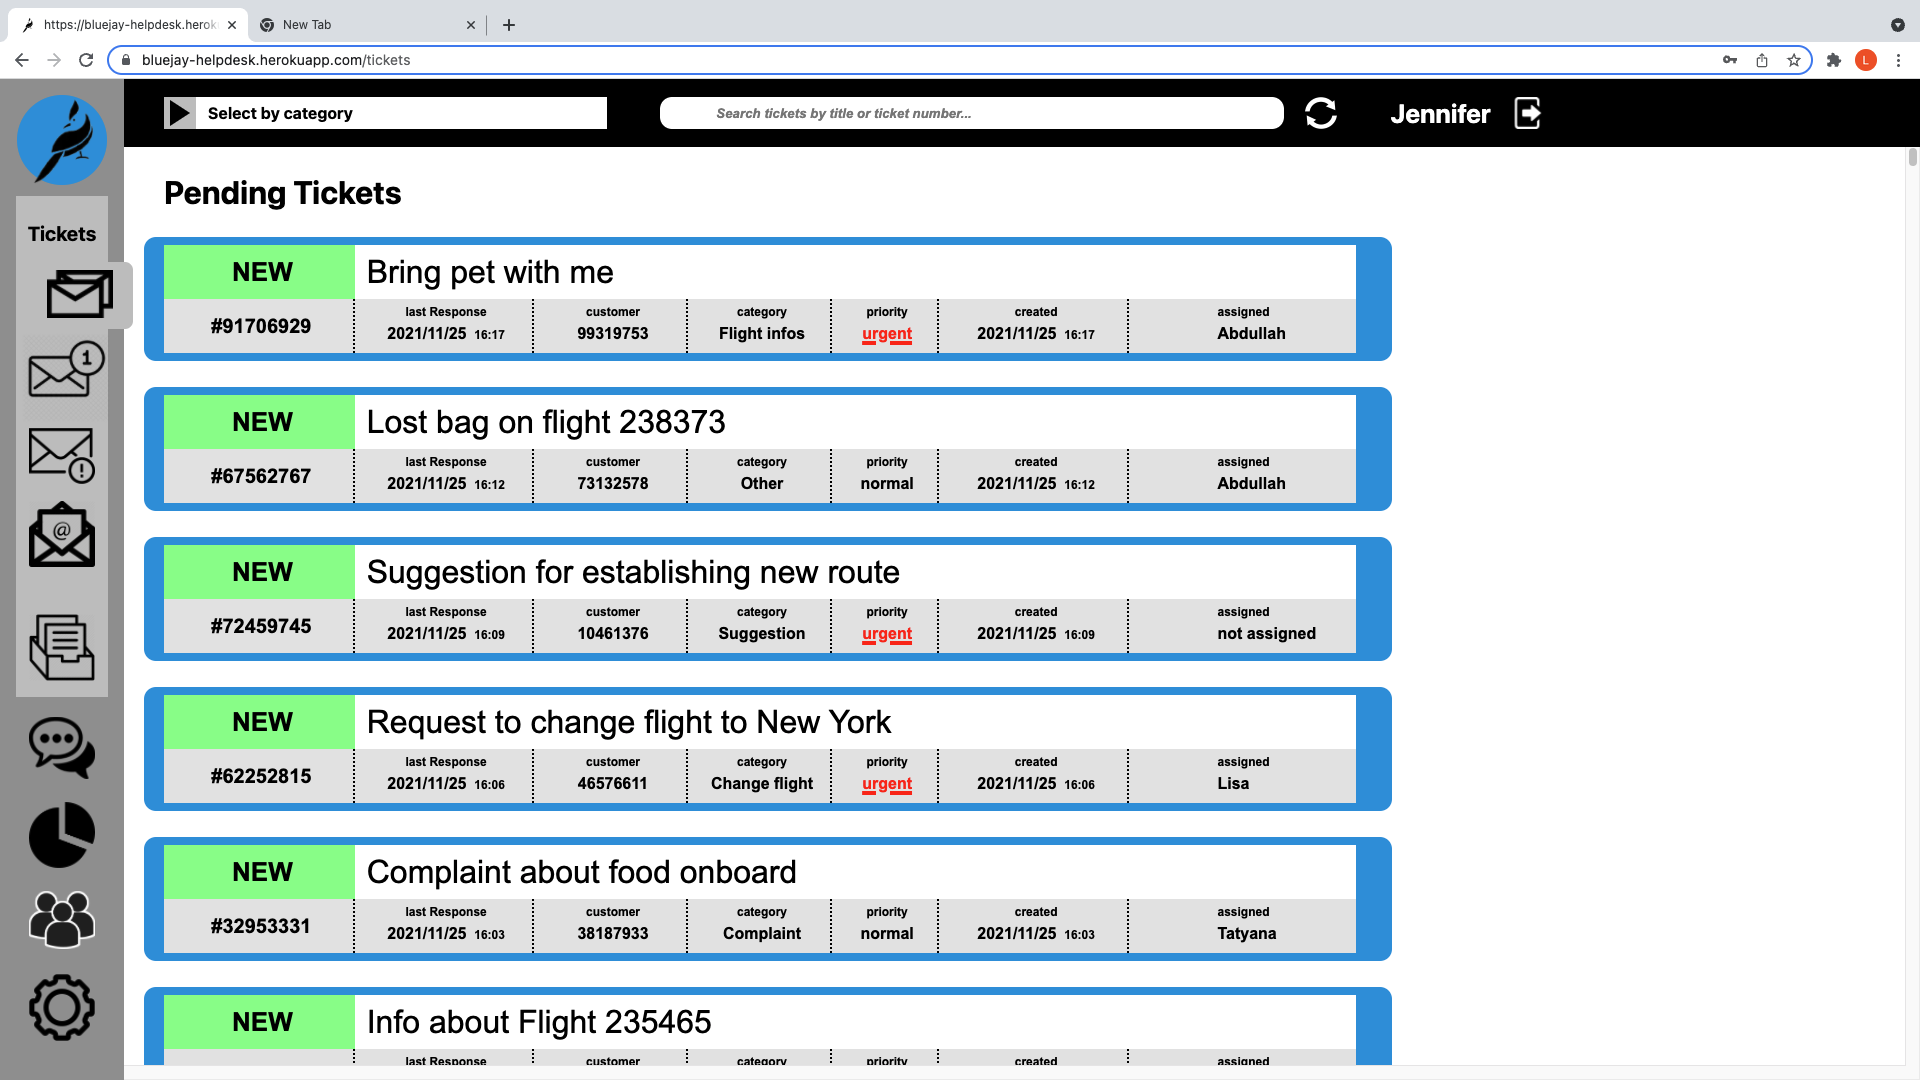 https://bluejay-helpdesk.herok
New Tab
bluejay-helpdesk.herokuapp.com/tickets
L
Select by category
Search tickets by title or ticket number...
Jennifer
Tickets
1
@
Pending Tickets
NEW
Bring pet with me
#91706929
last Response customer category priority created assigned
2021/11/25 16:17 99319753 Flight infos urgent 2021/11/25 16:17 Abdullah
NEW
Lost bag on flight 238373
#67562767
last Response customer category priority created assigned
2021/11/25 16:12 73132578 Other normal 2021/11/25 16:12 Abdullah
NEW
Suggestion for establishing new route
#72459745
last Response customer category priority created assigned
2021/11/25 16:09 10461376 Suggestion urgent 2021/11/25 16:09 not assigned
NEW
Request to change flight to New York
#62252815
last Response customer category priority created assigned
2021/11/25 16:06 46576611 Change flight urgent 2021/11/25 16:06 Lisa
NEW
Complaint about food onboard
#32953331
last Response customer category priority created assigned
2021/11/25 16:03 38187933 Complaint normal 2021/11/25 16:03 Tatyana
NEW
Info about Flight 235465
last Response customer category priority created assigned